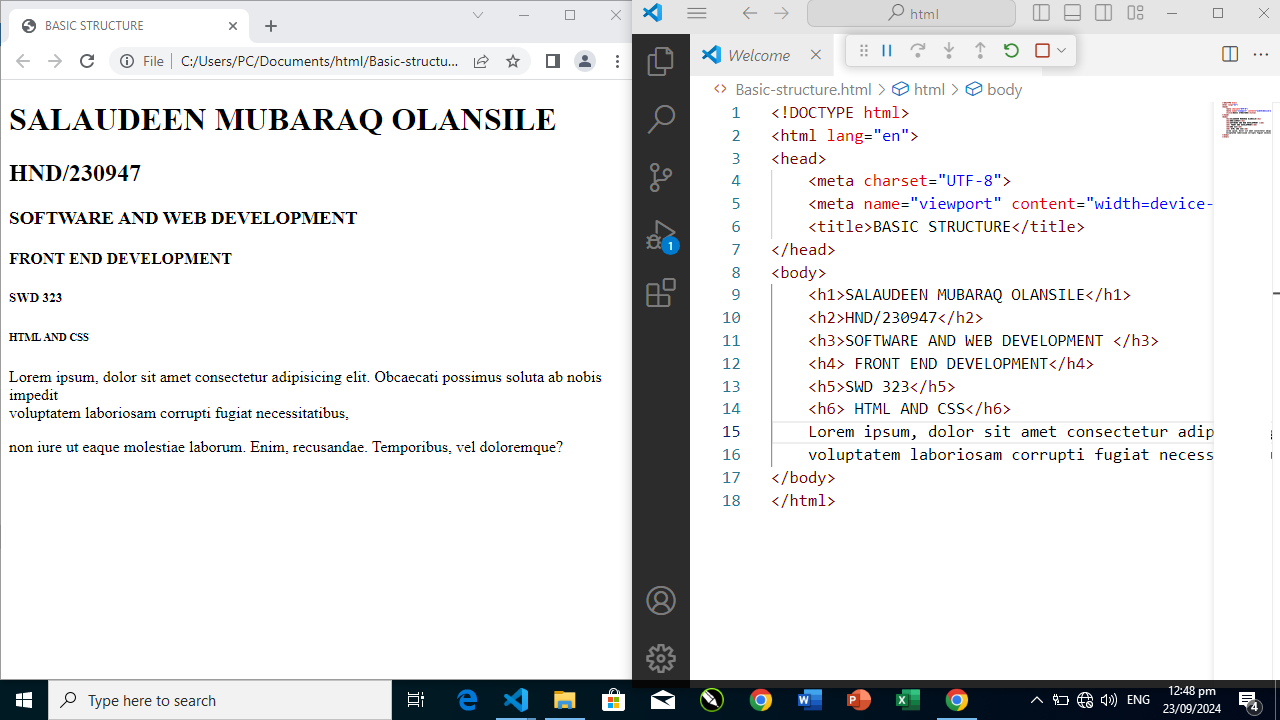 BASIC STRUCTURE
File
C:/Users/PC/Documents/html/Basic-structu...
SALAUDEEN MUBARAQ OLANSILE
HND/230947
SOFTWARE AND WEB DEVELOPMENT
FRONT END DEVELOPMENT
SWD 323
HTML AND CSS
Lorem ipsum, dolor sit amet consectetur adipisicing elit. Obcaecati possimus soluta ab nobis
impedit
voluptatem laboriosam corrupti fugiat necessitatibus,
non iure ut eaque molestiae laborum. Enim, recusandae. Temporibus, vel doloremque?
html
Welcome
Basic-structure.html > html > body
1 <!DOCTYPE html>
2 <html lang="en">
3 <head>
4 <meta charset="UTF-8">
5 <meta name="viewport" content="width=device-
6 <title>BASIC STRUCTURE</title>
7 </head>
8 <body>
9 <h1>SALAUDEEN MUBARAQ OLANSILE</h1>
10 <h2>HND/230947</h2>
11 <h3>SOFTWARE AND WEB DEVELOPMENT </h3>
12 <h4> FRONT END DEVELOPMENT</h4>
13 <h5>SWD 323</h5>
14 <h6> HTML AND CSS</h6>
15 Lorem ipsum, dolor sit amet consectetur adip
16 voluptatem laboriosam corrupti fugiat necess
17 </body>
18 </html>
1
Type here to search
ENG
12:48 pm
23/09/2024
4